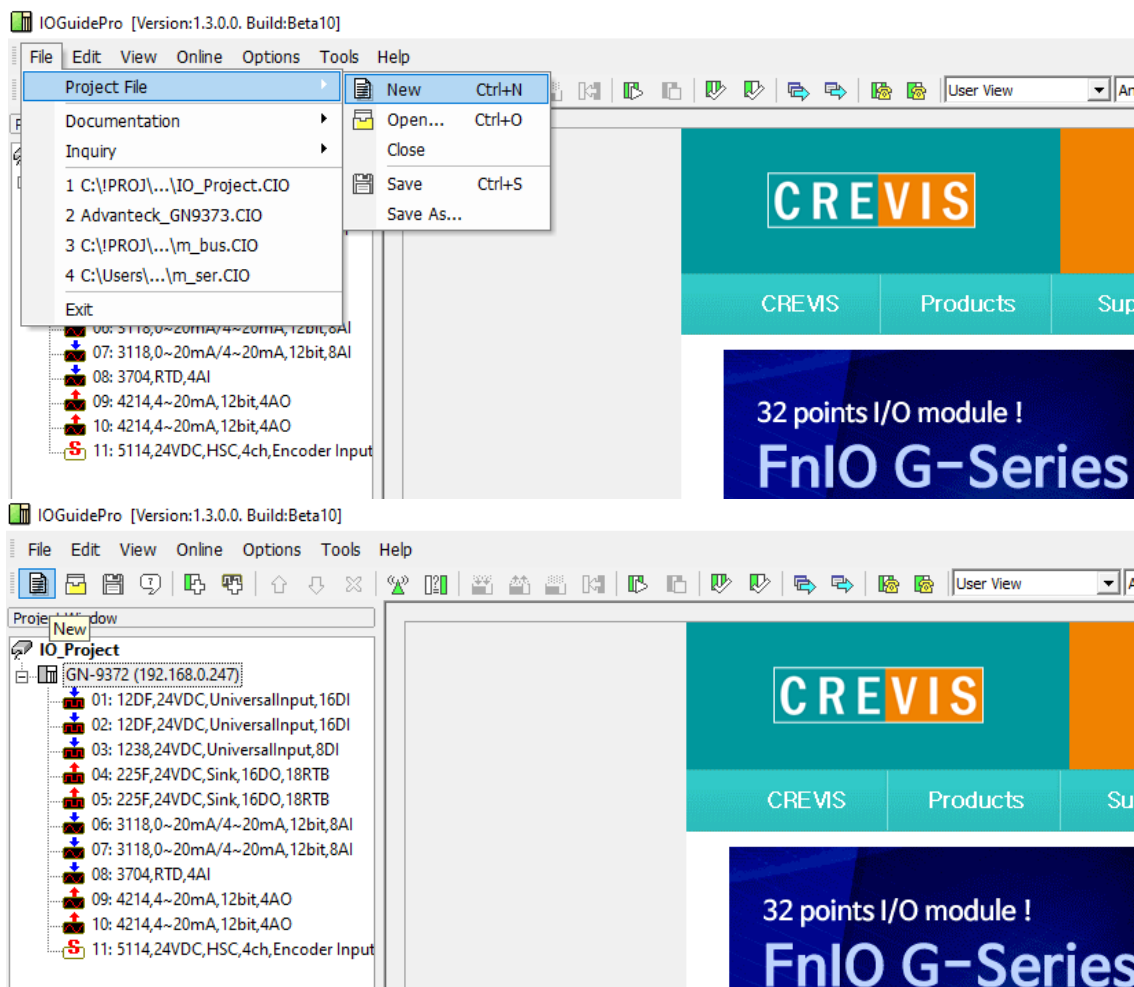 IOGuidePro [Version:1.3.0.0. Build:Beta10]
File Edit View Online Options Tools Help
Project File
New Ctrl+N
User View
Documentation
Open... Ctrl+O
Inquiry
Close
1 C:\!PROJ\...\IO_Project.CIO
Save Ctrl+S
2 Advanteck_GN9373.CIO
Save As...
3 C:\!PROJ\...\m_bus.CIO
4 C:\Users\...\m_ser.CIO
Exit
CREVIS
CREVIS Products Sup
06: 3118,0~20mA/4~20mA,12bit,8AI
07: 3118,0~20mA/4~20mA,12bit,8AI
08: 3704,RTD,4AI
09: 4214,4~20mA,12bit,4AO
10: 4214,4~20mA,12bit,4AO
11: 5114,24VDC,HSC,4ch,Encoder Input
32 points I/O module !
FnIO G-Series
IOGuidePro [Version:1.3.0.0. Build:Beta10]
File Edit View Online Options Tools Help
User View
New
IO_Project
GN-9372 (192.168.0.247)
01: 12DF,24VDC,UniversalInput,16DI
02: 12DF,24VDC,UniversalInput,16DI
03: 1238,24VDC,UniversalInput,8DI
04: 225F,24VDC,Sink,16DO,18RTB
05: 225F,24VDC,Sink,16DO,18RTB
06: 3118,0~20mA/4~20mA,12bit,8AI
07: 3118,0~20mA/4~20mA,12bit,8AI
08: 3704,RTD,4AI
09: 4214,4~20mA,12bit,4AO
10: 4214,4~20mA,12bit,4AO
11: 5114,24VDC,HSC,4ch,Encoder Input
CREVIS
CREVIS Products Su
32 points I/O module !
FnIO G-Series